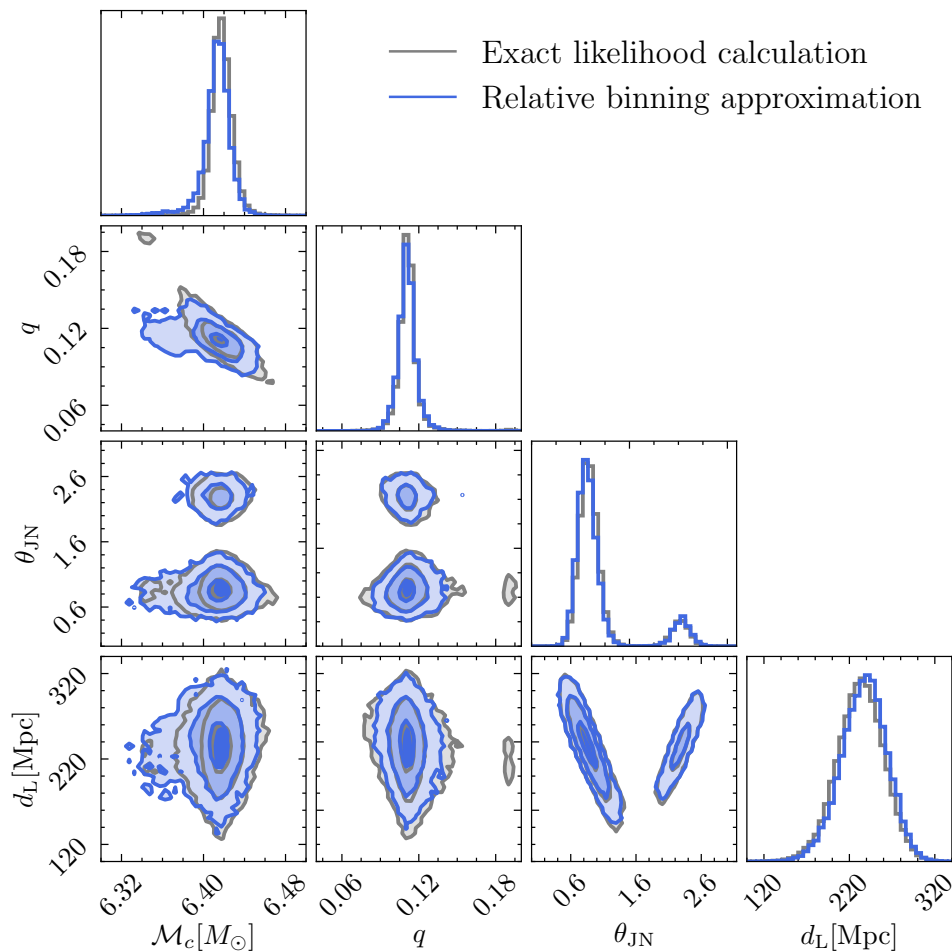 Exact likelihood calculation
Relative binning approximation
0.18
0.12
0.06
q
2.6
1.6
0.6
θ_JN
320
220
120
d_L[Mpc]
6.32 6.40 6.48
0.06 0.12 0.18
0.6 1.6 2.6
120 220 320
ℳ_c[M_⊙] q θ_JN d_L[Mpc]